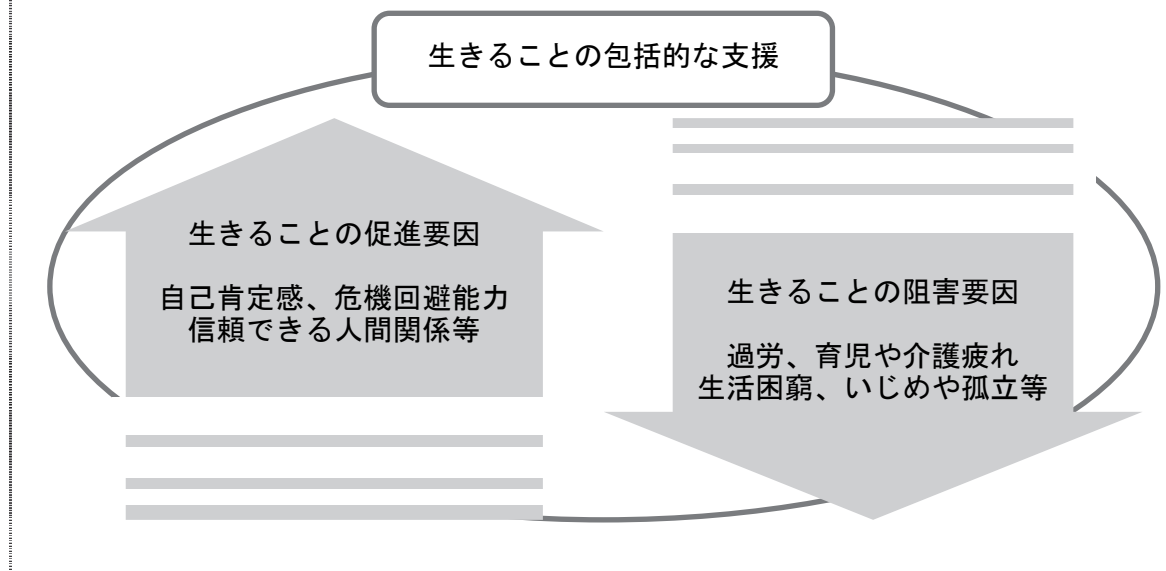 生きることの包括的な支援
生きることの促進要因
自己肯定感、危機回避能力
信頼できる人間関係等
生きることの阻害要因
過労、育児や介護疲れ
生活困窮、いじめや孤立等